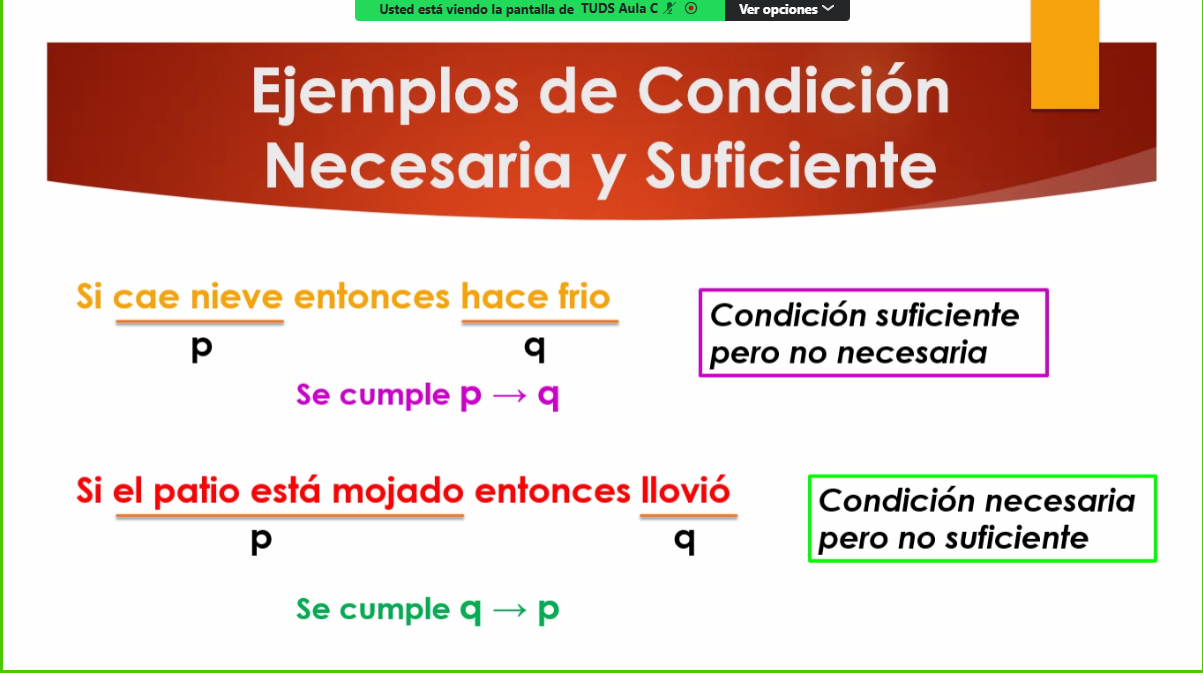 Usted está viendo la pantalla de TUDS Aula C
Ver opciones
Ejemplos de Condición
Necesaria y Suficiente
Si cae nieve entonces hace frio
p q
Se cumple p → q
Condición suficiente
pero no necesaria
Si el patio está mojado entonces llovió
p q
Se cumple q → p
Condición necesaria
pero no suficiente